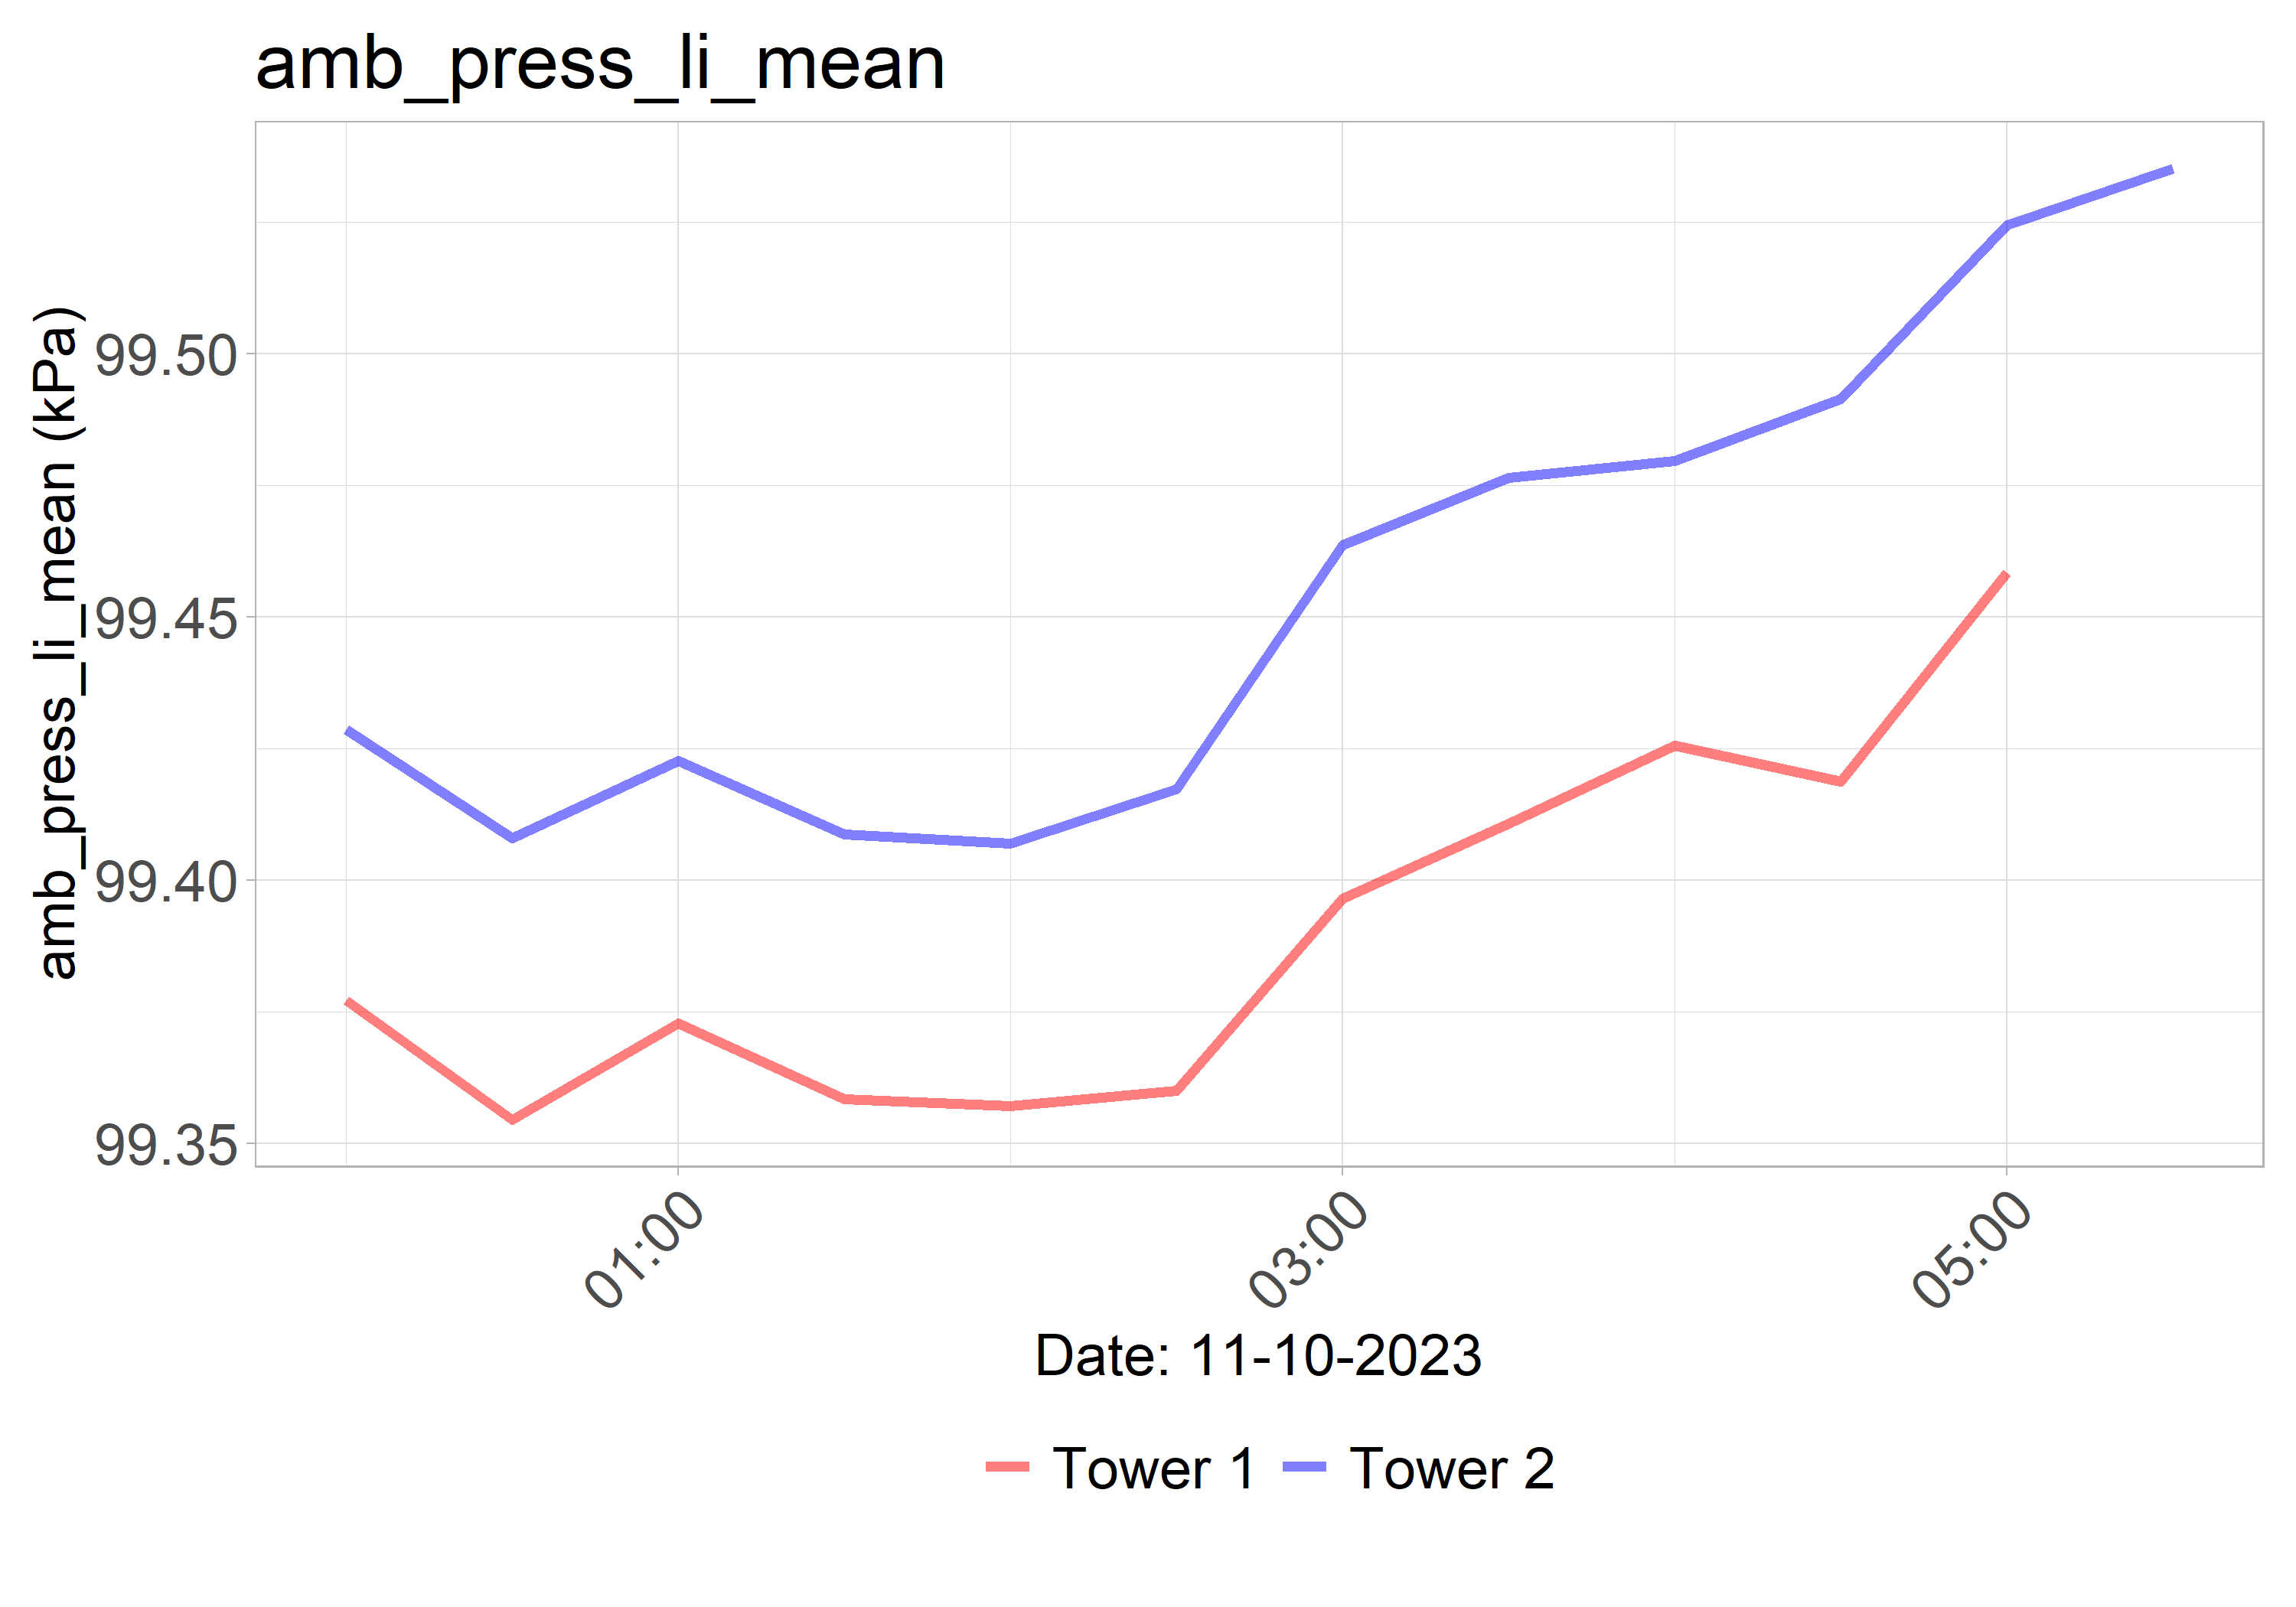 amb_press_li_mean
amb_press_li_mean (kPa)
99.50
99.45
99.40
99.35
01:00
03:00
05:00
Date: 11-10-2023
Tower 1
Tower 2